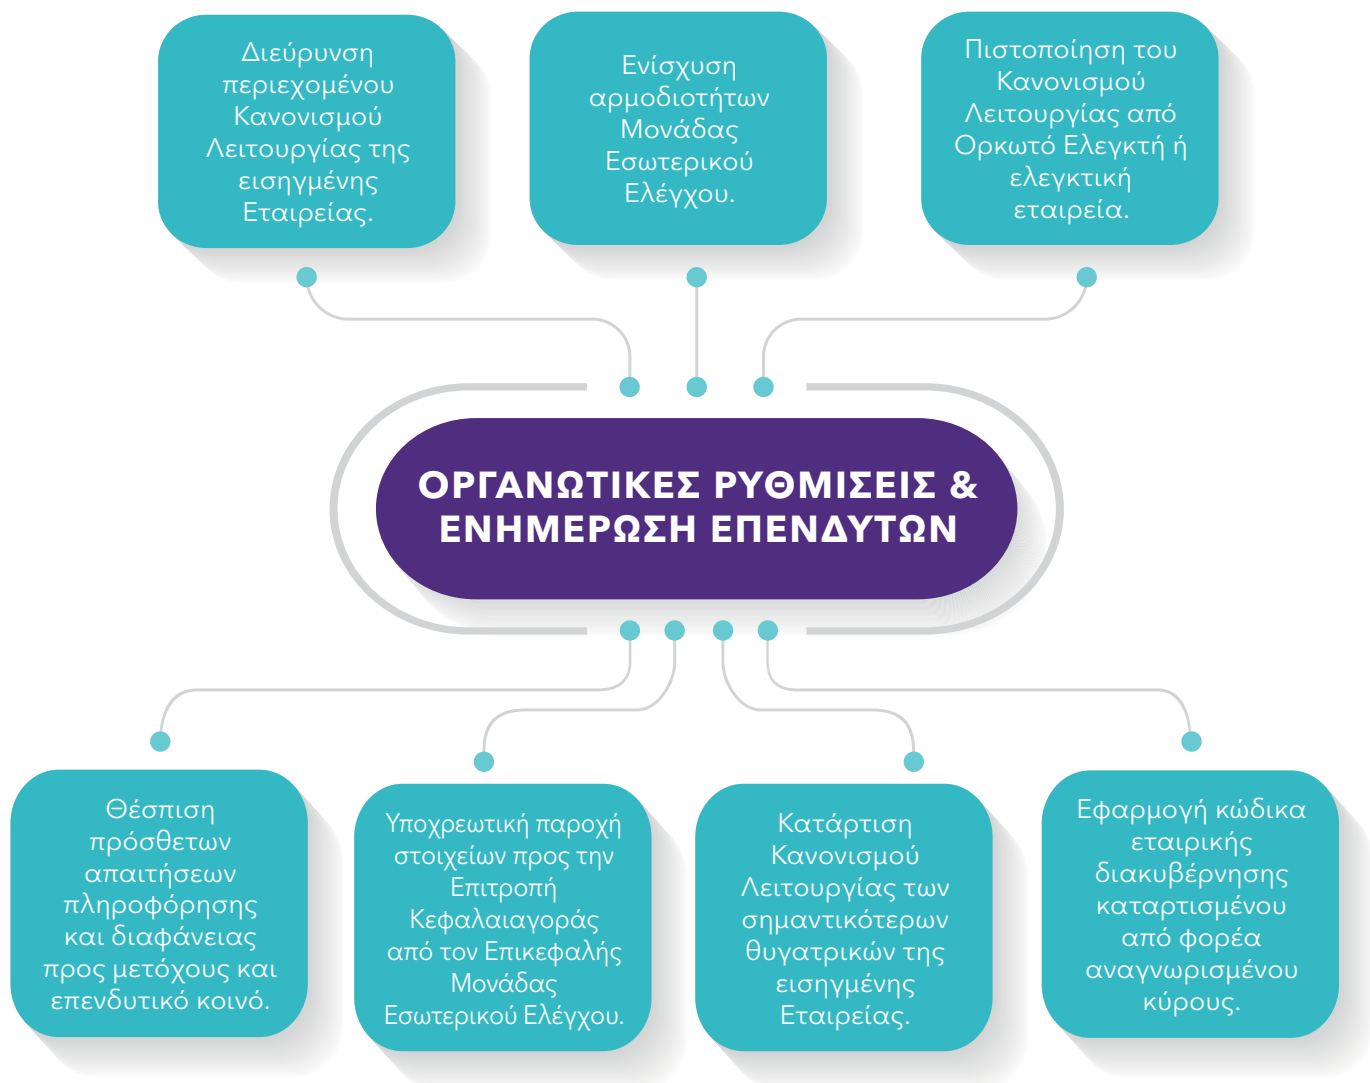 Διεύρυνση
περιεχομένου
Κανονισμού
Λειτουργίας της
εισηγμένης
Εταιρείας.
Ενίσχυση
αρμοδιοτήτων
Μονάδας
Εσωτερικού
Ελέγχου.
Πιστοποίηση του
Κανονισμού
Λειτουργίας από
Ορκωτό Ελεγκτή ή
ελεγκτική
εταιρεία.
ΟΡΓΑΝΩΤΙΚΕΣ ΡΥΘΜΙΣΕΙΣ &
ΕΝΗΜΕΡΩΣΗ ΕΠΕΝΔΥΤΩΝ
Θέσπιση
πρόσθετων
απαιτήσεων
πληροφόρησης
και διαφάνειας
προς μετόχους και
επενδυτικό κοινό.
Υποχρεωτική παροχή
στοιχείων προς την
Επιτροπή
Κεφαλαιαγοράς
από τον Επικεφαλής
Μονάδας
Εσωτερικού Ελέγχου.
Κατάρτιση
Κανονισμού
Λειτουργίας των
σημαντικότερων
θυγατρικών της
εισηγμένης
Εταιρείας.
Εφαρμογή κώδικα
εταιρικής
διακυβέρνησης
καταρτισμένου
από φορέα
αναγνωρισμένου
κύρους.